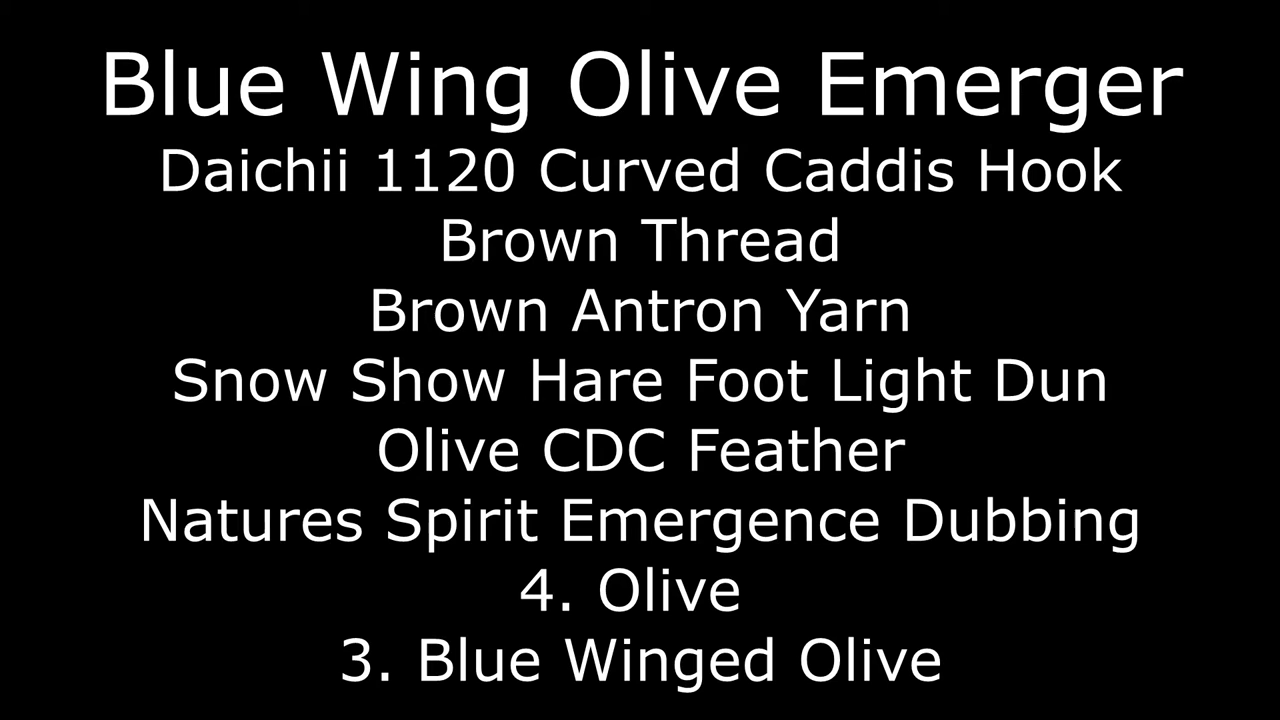 Blue Wing Olive Emerger
Daichii 1120 Curved Caddis Hook
Brown Thread
Brown Antron Yarn
Snow Show Hare Foot Light Dun
Olive CDC Feather
Natures Spirit Emergence Dubbing
4. Olive
3. Blue Winged Olive